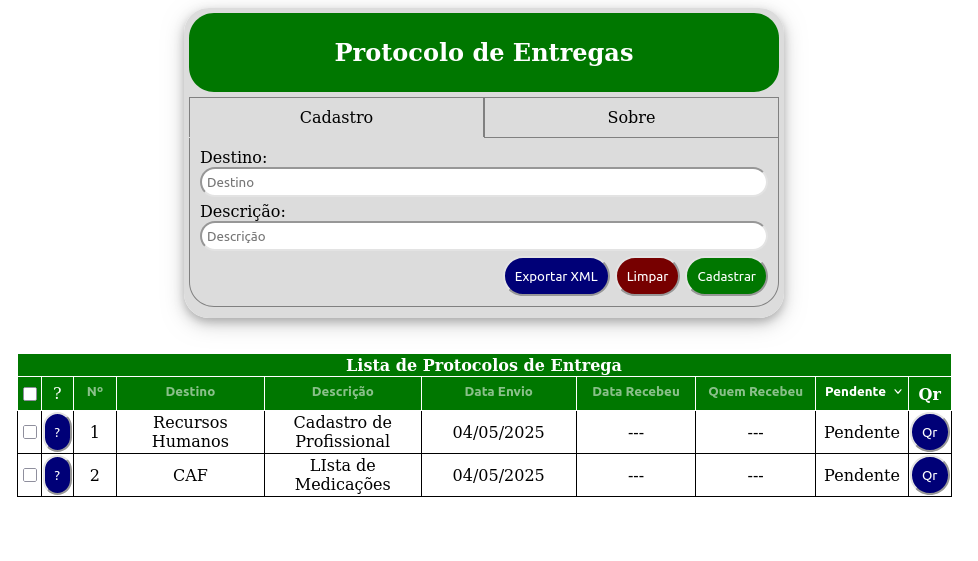 Protocolo de Entregas
Cadastro Sobre
Destino:
Destino
Descrição:
Descrição
Exportar XML Limpar Cadastrar
Lista de Protocolos de Entrega
? Nº Destino Descrição Data Envio Data Recebeu Quem Recebeu Pendente Qr
? 1 Recursos Humanos Cadastro de Profissional 04/05/2025 --- --- Pendente Qr
? 2 CAF LIsta de Medicações 04/05/2025 --- --- Pendente Qr